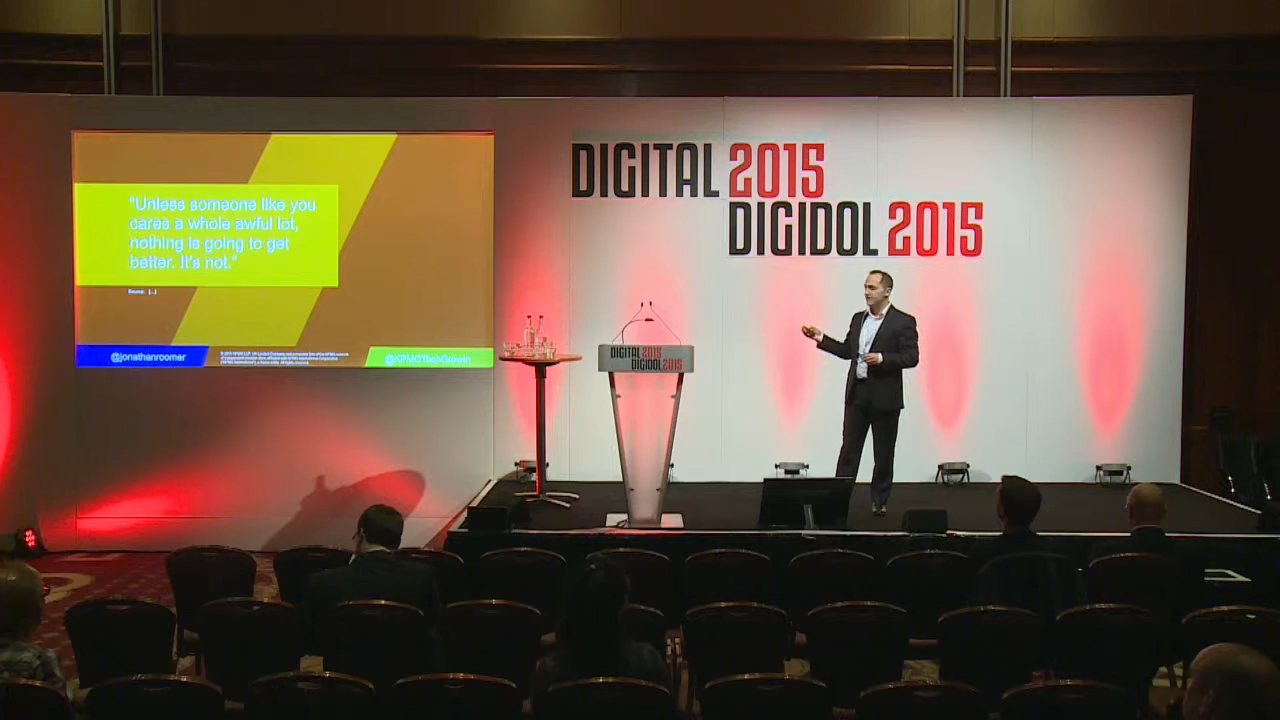 DIGITAL 2015
DIGIDOL 2015
"Unless someone like you
cares a whole awful lot,
nothing is going to get
better. It's not."
Source: [...]
@jonathanroomer
@KPMGTechGrowth
DIGITAL 2015
DIGIDOL 2015